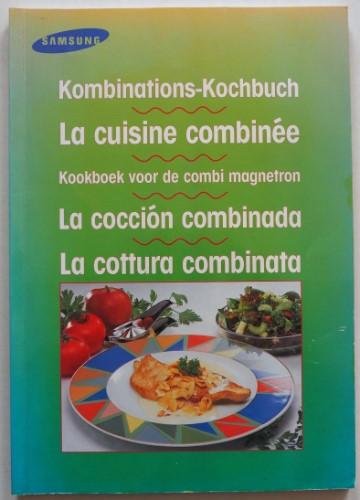 SAMSUNG
Kombinations-Kochbuch
La cuisine combinée
Kookboek voor de combi magnetron
La cocción combinada
La cottura combinata